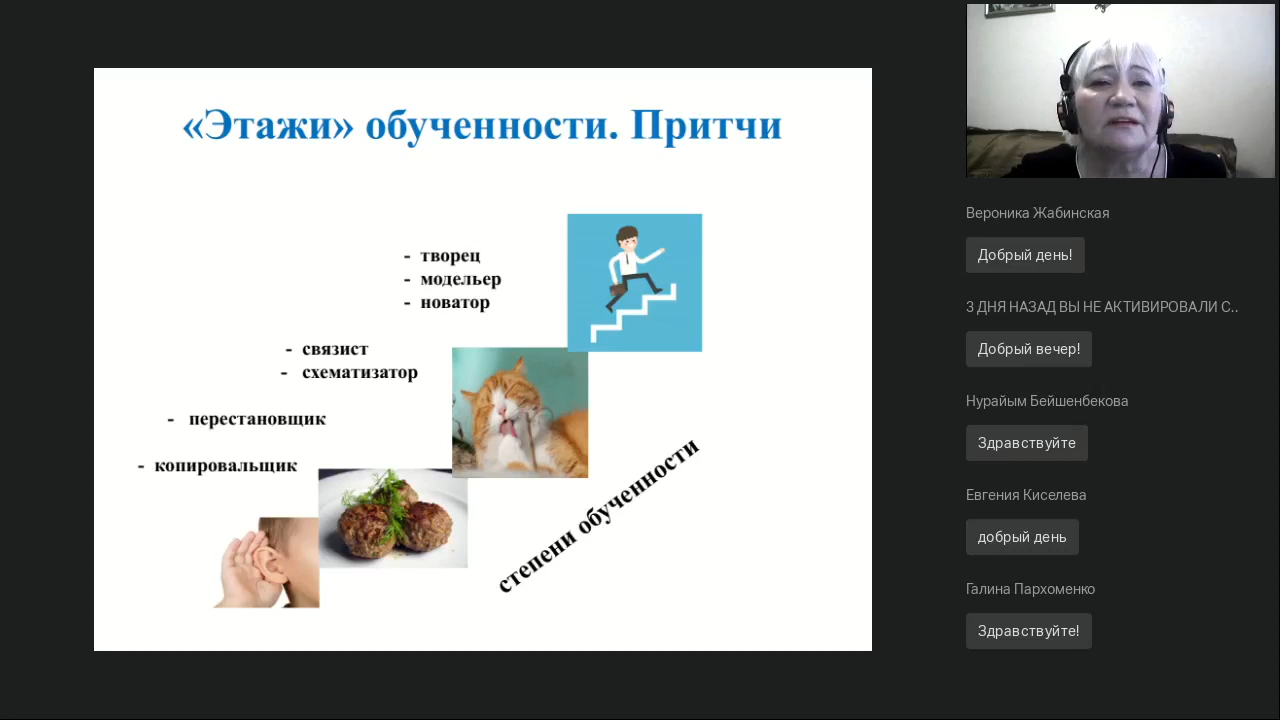 «Этажи» обученности. Притчи
- творец
- модельер
- новатор
- связист
- схематизатор
- перестановщик
- копировальщик
степени обученности
Вероника Жабинская
Добрый день!
3 ДНЯ НАЗАД ВЫ НЕ АКТИВИРОВАЛИ С..
Добрый вечер!
Нурайым Бейшенбекова
Здравствуйте
Евгения Киселева
добрый день
Галина Пархоменко
Здравствуйте!